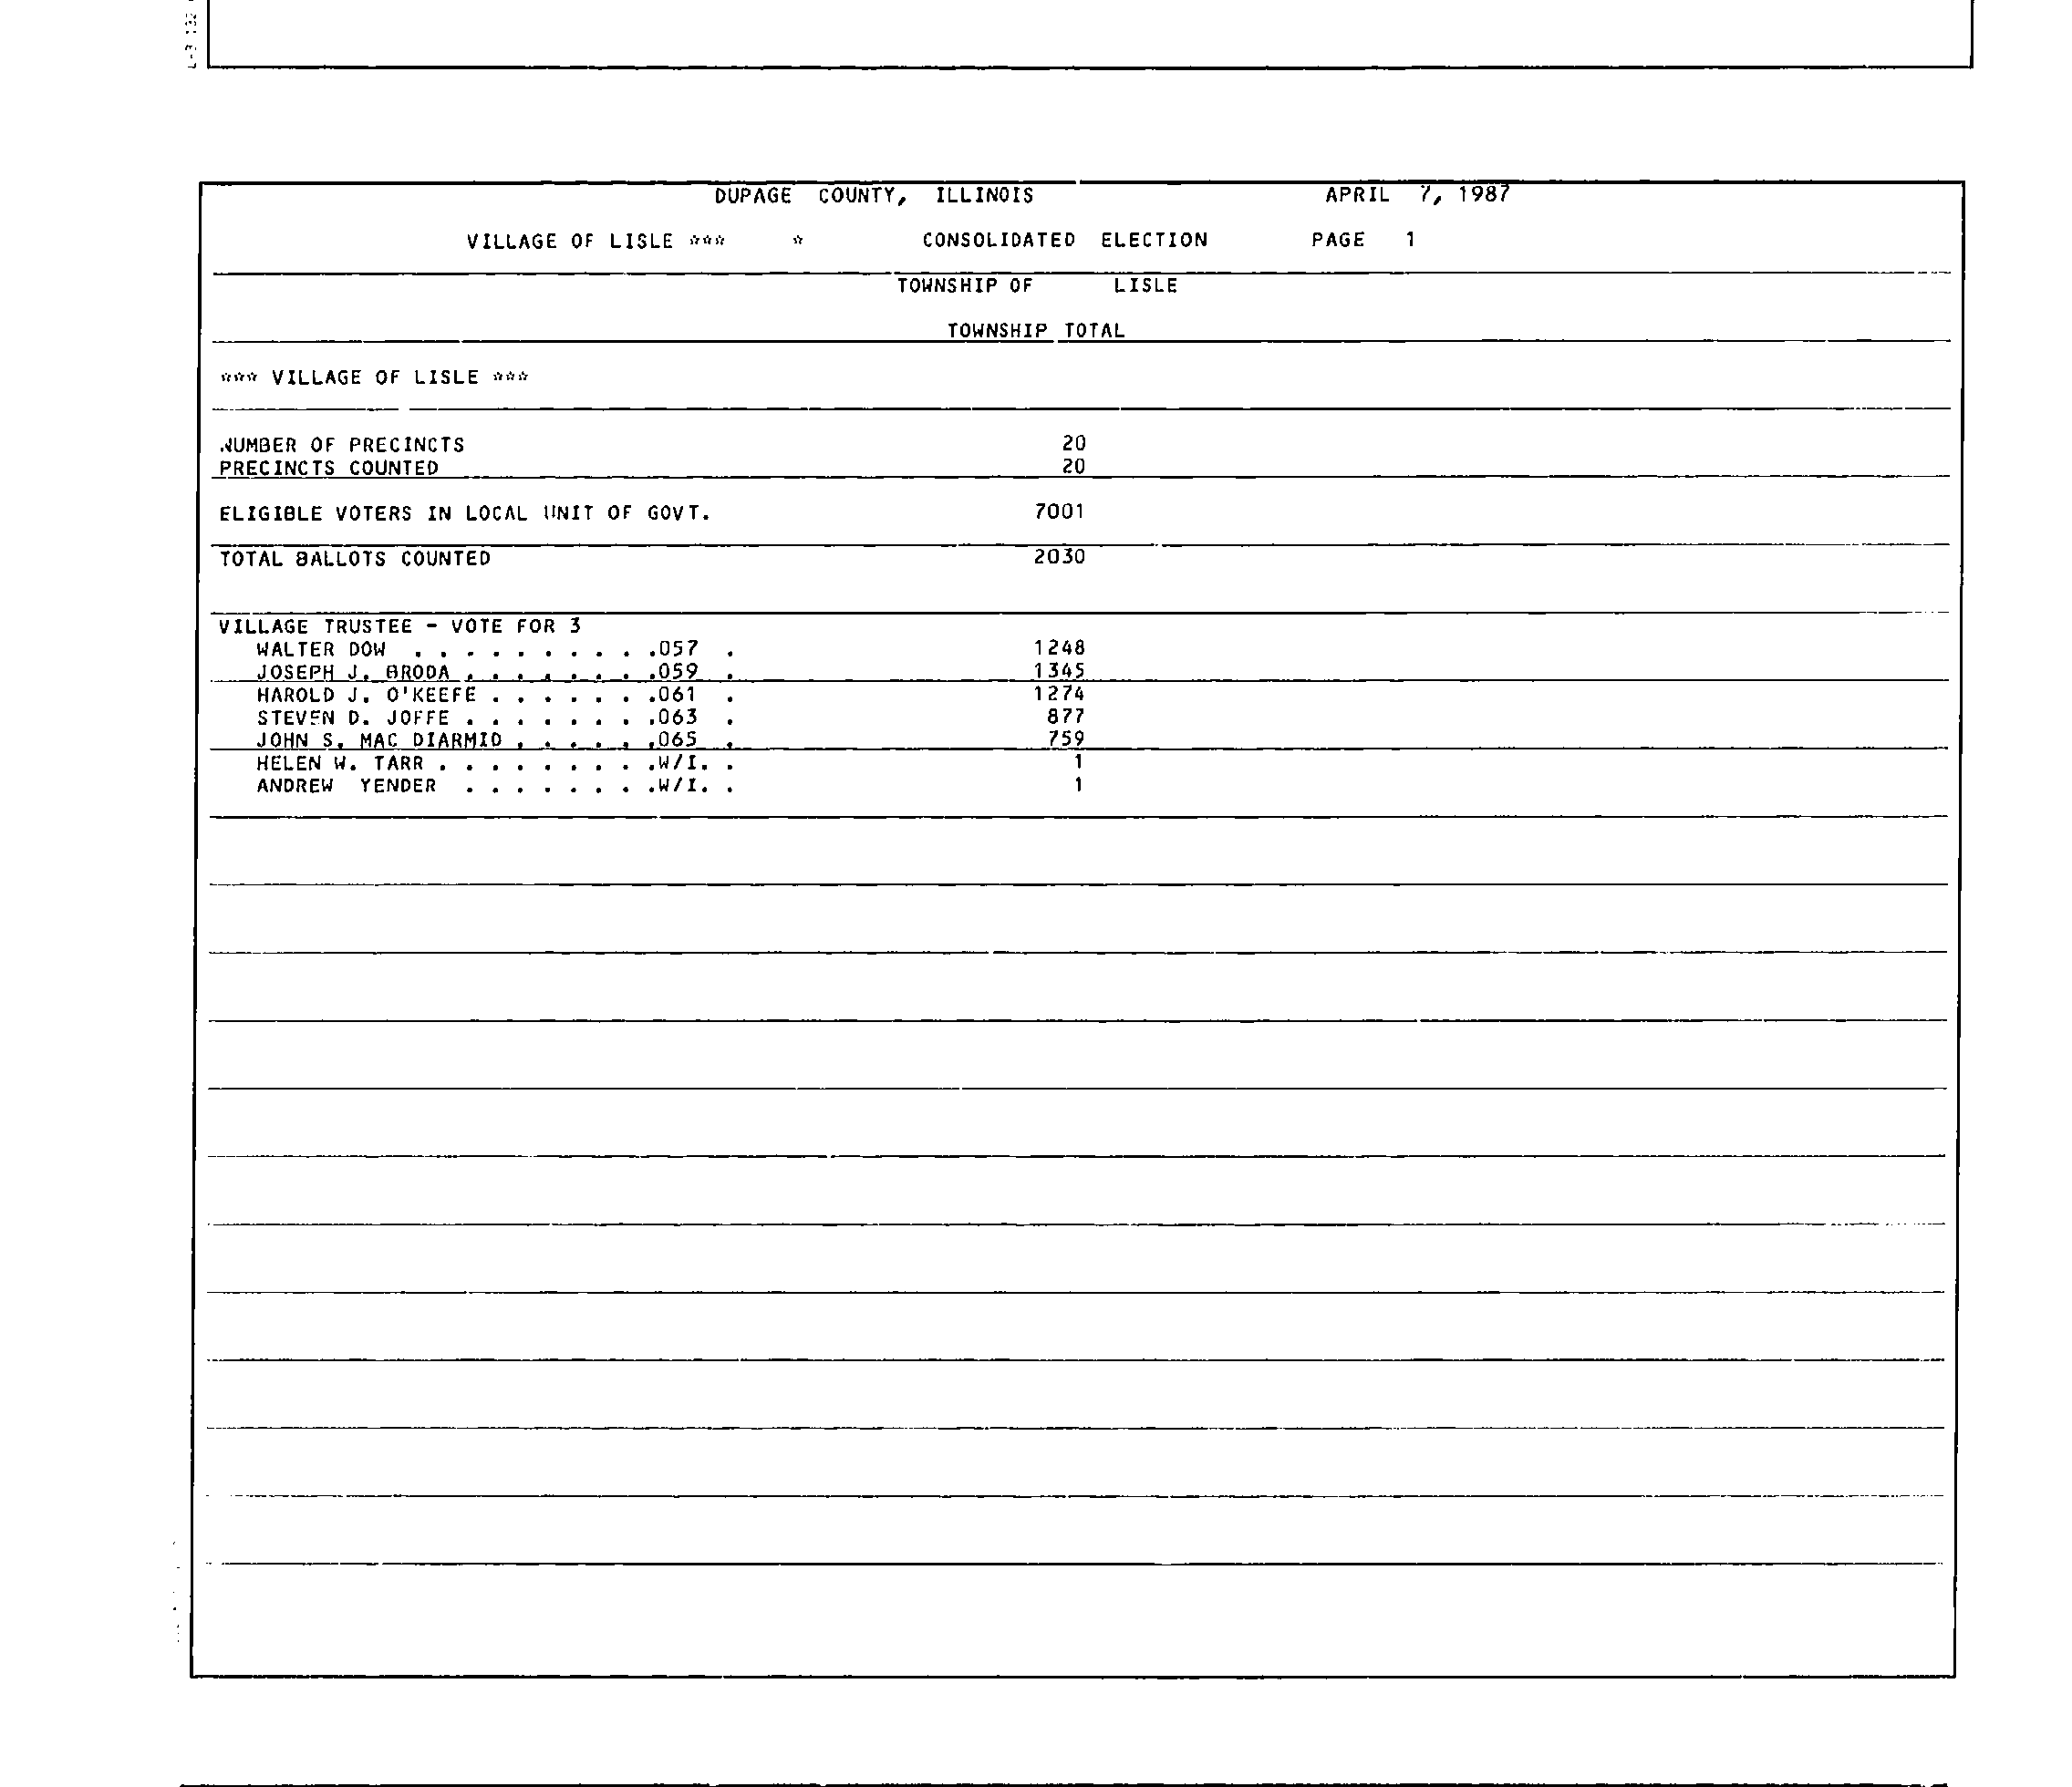 DUPAGE COUNTY, ILLINOIS APRIL 7, 1987
VILLAGE OF LISLE *** * CONSOLIDATED ELECTION PAGE 1
TOWNSHIP OF LISLE
TOWNSHIP TOTAL
*** VILLAGE OF LISLE ***
NUMBER OF PRECINCTS 20
PRECINCTS COUNTED 20
ELIGIBLE VOTERS IN LOCAL UNIT OF GOVT. 7001
TOTAL BALLOTS COUNTED 2030
VILLAGE TRUSTEE - VOTE FOR 3
WALTER DOW . . . . . . . . . .057 . 1248
JOSEPH J. BRODA . . . . . . . .059 . 1345
HAROLD J. O'KEEFE . . . . . . .061 . 1274
STEVEN D. JOFFE . . . . . . . .063 . 877
JOHN S. MAC DIARMID . . . . . .065 . 759
HELEN W. TARR . . . . . . . . .W/I. . 1
ANDREW YENDER . . . . . . . .W/I. . 1